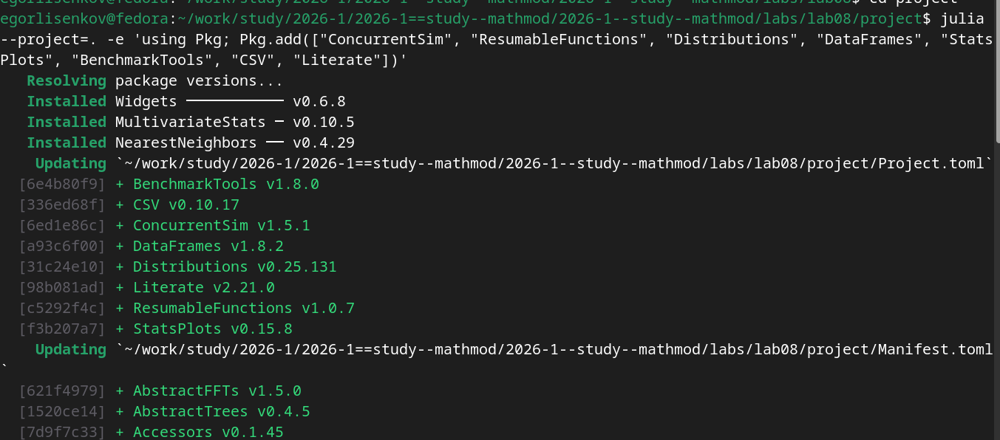 egorlisenkov@fedora:~/work/study/2026-1/2026-1==study--mathmod/2026-1--study--mathmod/labs/lab08$ cd project
egorlisenkov@fedora:~/work/study/2026-1/2026-1==study--mathmod/2026-1--study--mathmod/labs/lab08/project$ julia
--project=. -e 'using Pkg; Pkg.add(["ConcurrentSim", "ResumableFunctions", "Distributions", "DataFrames", "Stats
Plots", "BenchmarkTools", "CSV", "Literate"])'
Resolving package versions...
Installed Widgets ─────────── v0.6.8
Installed MultivariateStats ─ v0.10.5
Installed NearestNeighbors ── v0.4.29
Updating `~/work/study/2026-1/2026-1==study--mathmod/2026-1--study--mathmod/labs/lab08/project/Project.toml`
[6e4b80f9] + BenchmarkTools v1.8.0
[336ed68f] + CSV v0.10.17
[6ed1e86c] + ConcurrentSim v1.5.1
[a93c6f00] + DataFrames v1.8.2
[31c24e10] + Distributions v0.25.131
[98b081ad] + Literate v2.21.0
[c5292f4c] + ResumableFunctions v1.0.7
[f3b207a7] + StatsPlots v0.15.8
Updating `~/work/study/2026-1/2026-1==study--mathmod/2026-1--study--mathmod/labs/lab08/project/Manifest.toml
`
[621f4979] + AbstractFFTs v1.5.0
[1520ce14] + AbstractTrees v0.4.5
[7d9f7c33] + Accessors v0.1.45